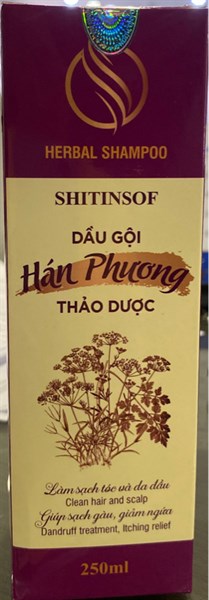 HERBAL SHAMPOO
SHITINSOF
DẦU GỘI
Hán Phương
THẢO DƯỢC
Làm sạch tóc và da đầu
Clean hair and scalp
Giúp sạch gàu, giảm ngứa
Dandruff treatment, Itching relief
250ml